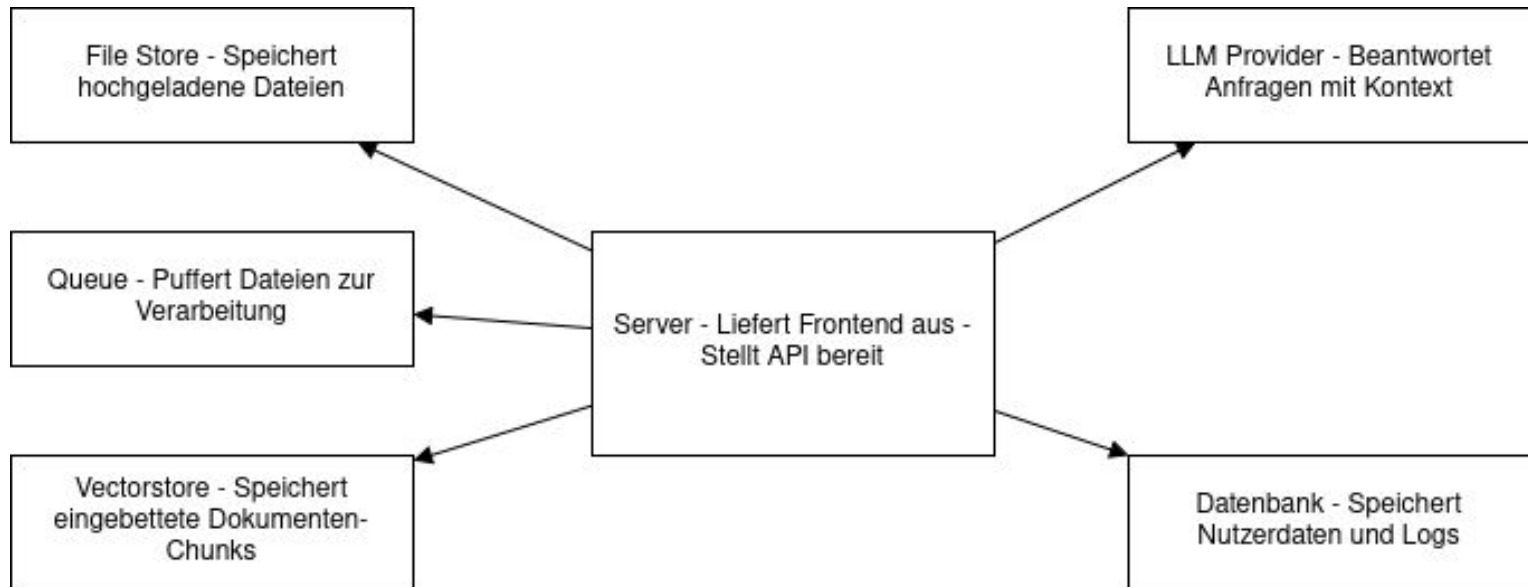 File Store - Speichert
hochgeladene Dateien
LLM Provider - Beantwortet
Anfragen mit Kontext
Queue - Puffert Dateien zur
Verarbeitung
Server - Liefert Frontend aus -
Stellt API bereit
Vectorstore - Speichert
eingebettete Dokumenten-
Chunks
Datenbank - Speichert
Nutzerdaten und Logs